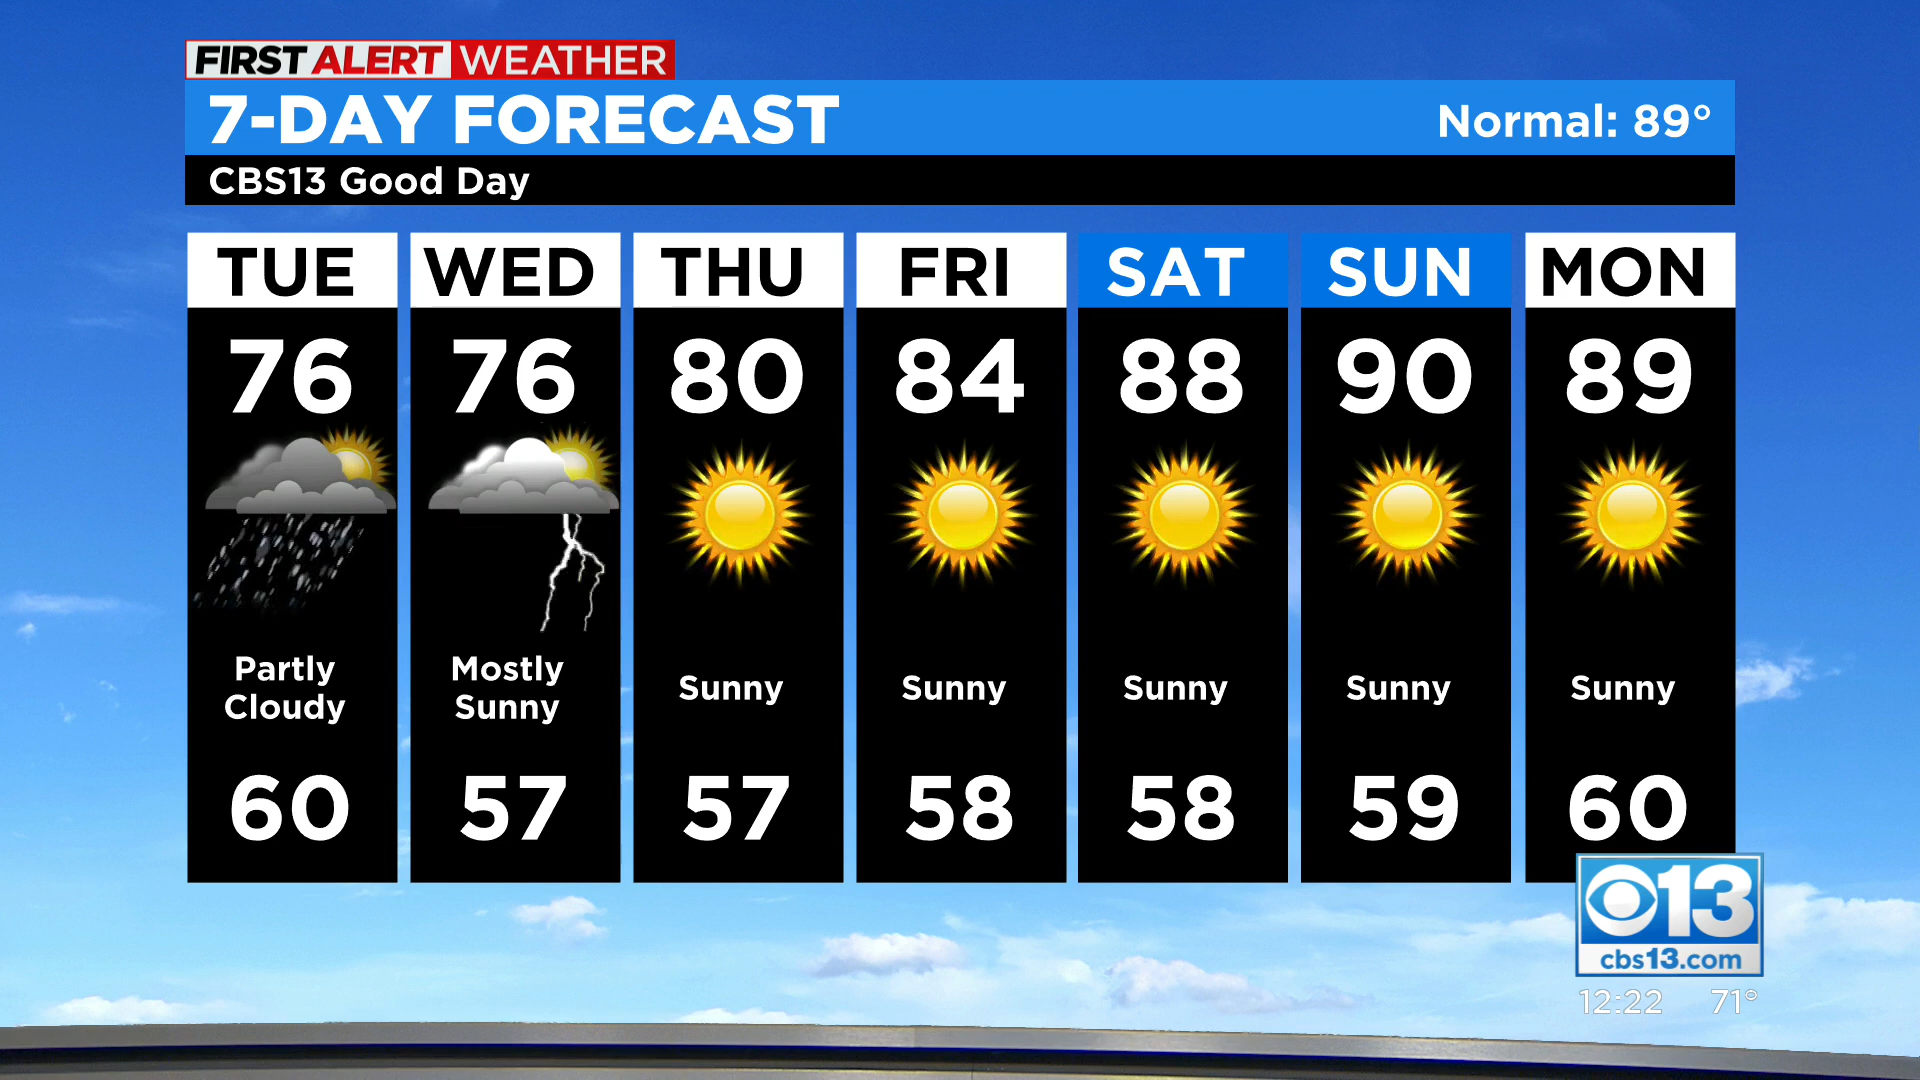 FIRST ALERT WEATHER
7-DAY FORECAST
Normal: 89°
CBS13 Good Day
TUE WED THU FRI SAT SUN MON
76 76 80 84 88 90 89
Partly Cloudy
Mostly Sunny
Sunny
Sunny
Sunny
Sunny
Sunny
60 57 57 58 58 59 60
13
cbs13.com
12:22 71°